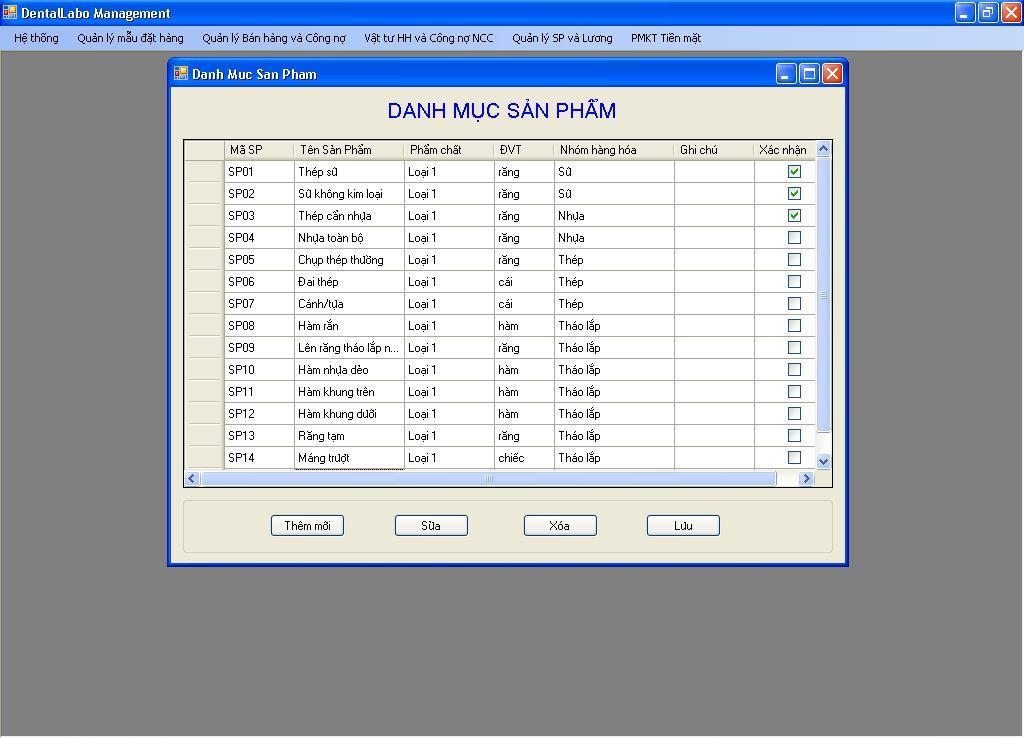 DentalLabo Management
Hệ thống Quản lý mẫu đặt hàng Quản lý Bán hàng và Công nợ Vật tư HH và Công nợ NCC Quản lý SP và Lương PMKT Tiền mặt
Danh Muc San Pham
DANH MỤC SẢN PHẨM
Mã SP Tên Sản Phẩm Phẩm chất ĐVT Nhóm hàng hóa Ghi chú Xác nhận
SP01 Thép sũ Loại 1 răng Sũ
SP02 Sũ không kim loại Loại 1 răng Sũ
SP03 Thép cẩn nhựa Loại 1 răng Nhựa
SP04 Nhựa toàn bộ Loại 1 răng Nhựa
SP05 Chụp thép thường Loại 1 răng Thép
SP06 Đai thép Loại 1 cái Thép
SP07 Cánh/tựa Loại 1 cái Thép
SP08 Hàm rắn Loại 1 hàm Tháo lắp
SP09 Lên răng tháo lắp n... Loại 1 răng Tháo lắp
SP10 Hàm nhựa dẻo Loại 1 hàm Tháo lắp
SP11 Hàm khung trên Loại 1 hàm Tháo lắp
SP12 Hàm khung dưới Loại 1 hàm Tháo lắp
SP13 Răng tạm Loại 1 răng Tháo lắp
SP14 Máng trượt Loại 1 chiếc Tháo lắp
Thêm mới Sửa Xóa Lưu